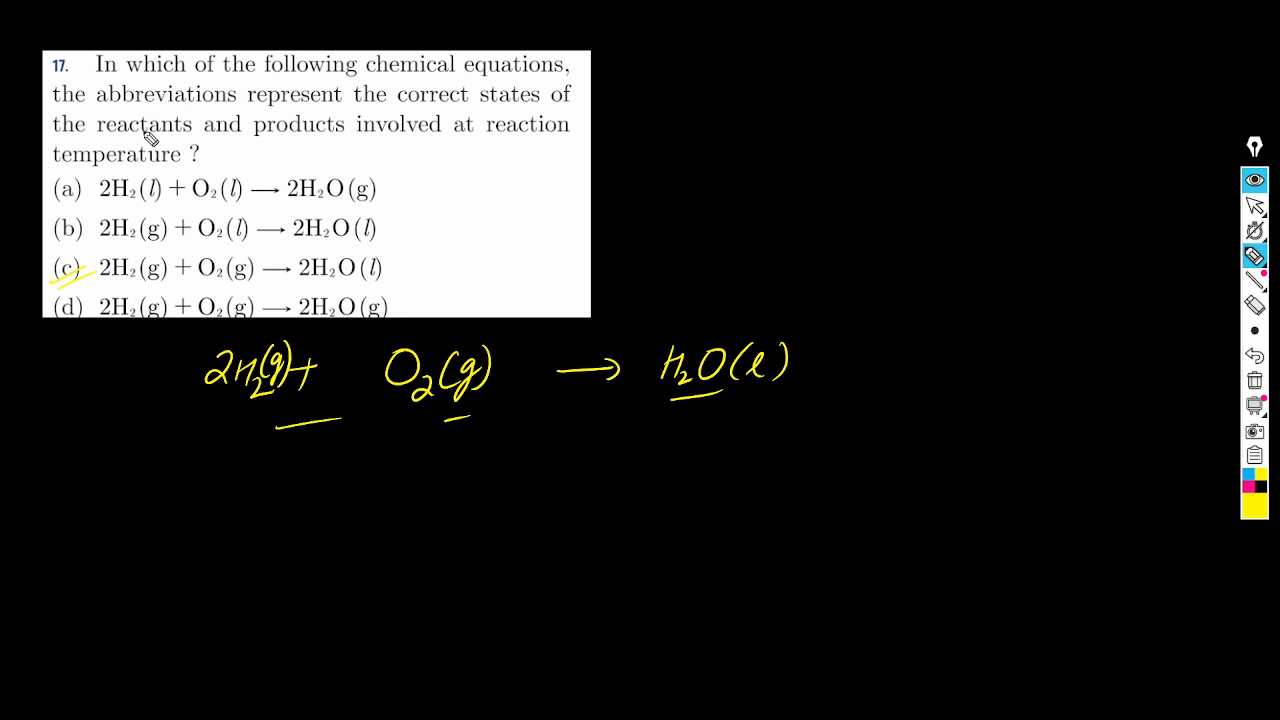 17. In which of the following chemical equations,
the abbreviations represent the correct states of
the reactants and products involved at reaction
temperature ?
(a) 2H₂(l) + O₂(l) ⟶ 2H₂O(g)
(b) 2H₂(g) + O₂(l) ⟶ 2H₂O(l)
(c) 2H₂(g) + O₂(g) ⟶ 2H₂O(l)
(d) 2H₂(g) + O₂(g) ⟶ 2H₂O(g)
2H₂(g)+ O₂(g) ⟶ H₂O(l)